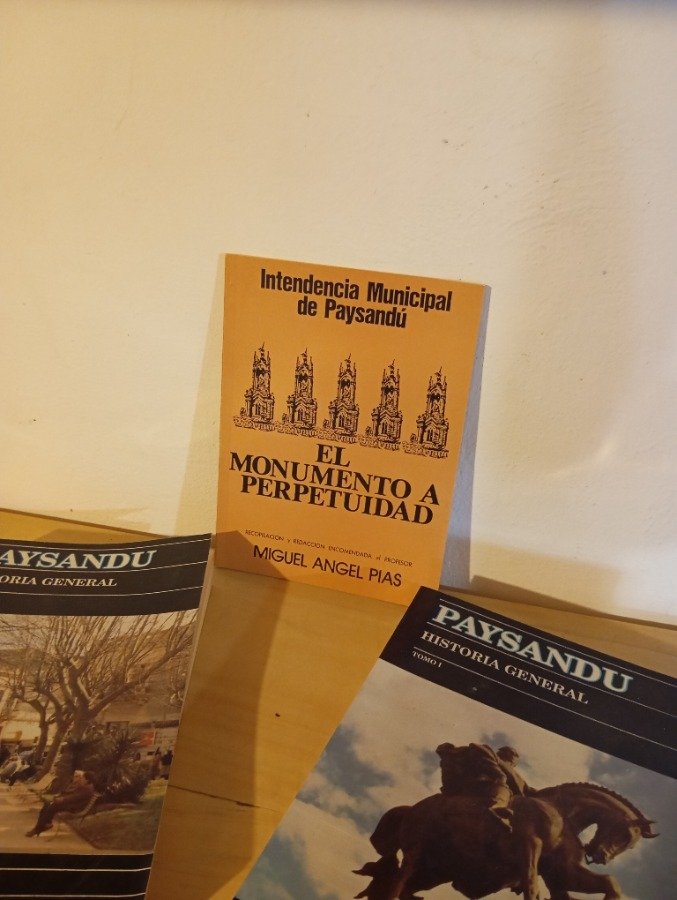 Intendencia Municipal
de Paysandú
EL
MONUMENTO A
PERPETUIDAD
RECOPILACION y REDACCION ENCOMENDADA al PROFESOR
MIGUEL ANGEL PIAS
AYSANDU
ORIA GENERAL
PAYSANDU
HISTORIA GENERAL
TOMO I